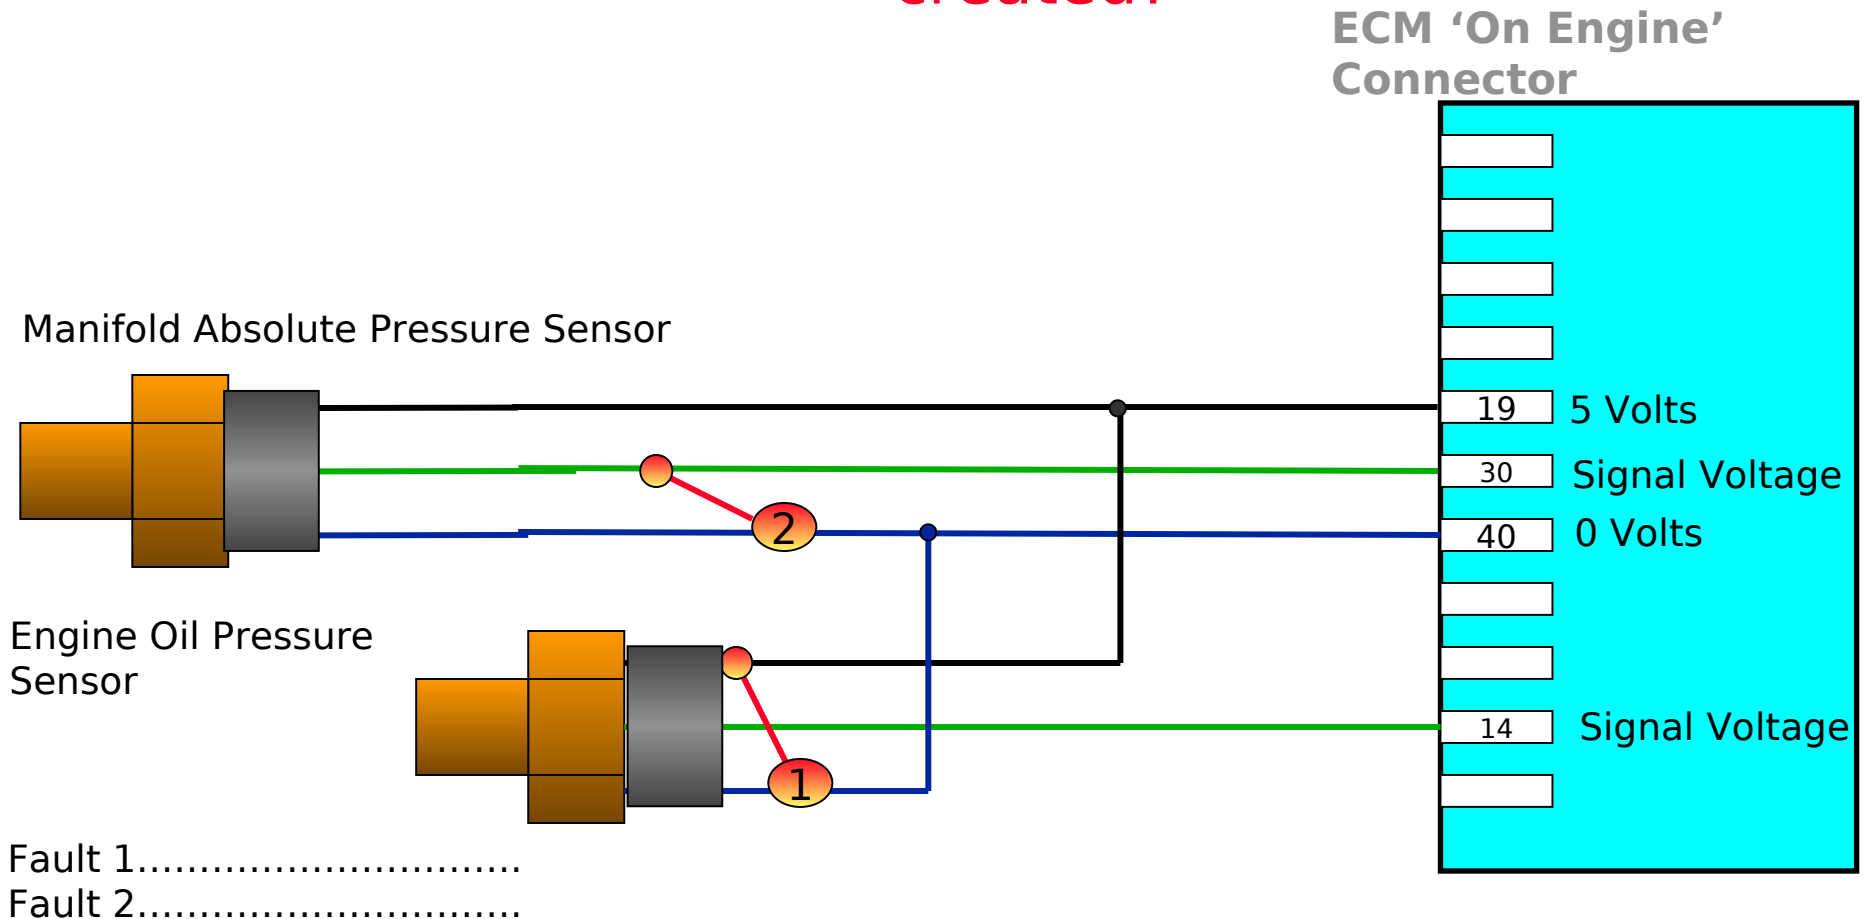 ECM ‘On Engine’
Connector
Manifold Absolute Pressure Sensor
19
5 Volts
30
Signal Voltage
2
40
0 Volts
Engine Oil Pressure
Sensor
14
Signal Voltage
1
Fault 1...............................
Fault 2...............................